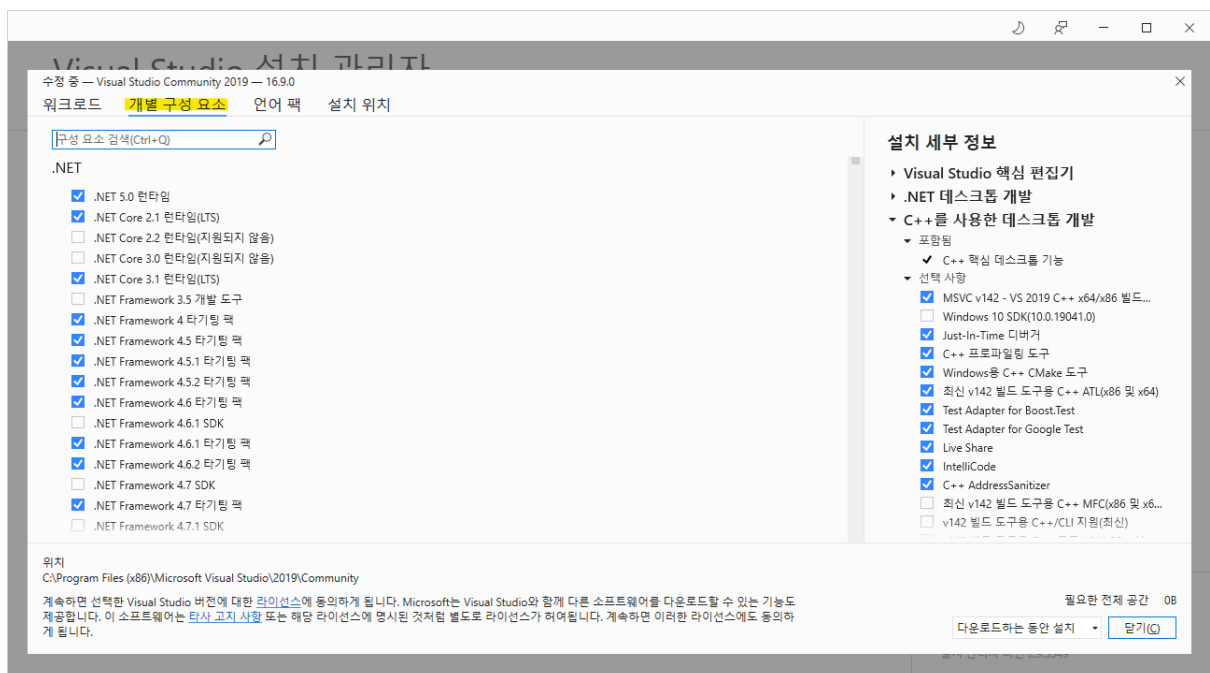 Visual Studio 설치 관리자
수정 중 — Visual Studio Community 2019 — 16.9.0
워크로드 개별 구성 요소 언어 팩 설치 위치
구성 요소 검색(Ctrl+Q)
.NET
.NET 5.0 런타임
.NET Core 2.1 런타임(LTS)
.NET Core 2.2 런타임(지원되지 않음)
.NET Core 3.0 런타임(지원되지 않음)
.NET Core 3.1 런타임(LTS)
.NET Framework 3.5 개발 도구
.NET Framework 4 타기팅 팩
.NET Framework 4.5 타기팅 팩
.NET Framework 4.5.1 타기팅 팩
.NET Framework 4.5.2 타기팅 팩
.NET Framework 4.6 타기팅 팩
.NET Framework 4.6.1 SDK
.NET Framework 4.6.1 타기팅 팩
.NET Framework 4.6.2 타기팅 팩
.NET Framework 4.7 SDK
.NET Framework 4.7 타기팅 팩
.NET Framework 4.7.1 SDK
설치 세부 정보
Visual Studio 핵심 편집기
.NET 데스크톱 개발
C++를 사용한 데스크톱 개발
포함됨
C++ 핵심 데스크톱 기능
선택 사항
MSVC v142 - VS 2019 C++ x64/x86 빌드...
Windows 10 SDK(10.0.19041.0)
Just-In-Time 디버거
C++ 프로파일링 도구
Windows용 C++ CMake 도구
최신 v142 빌드 도구용 C++ ATL(x86 및 x64)
Test Adapter for Boost.Test
Test Adapter for Google Test
Live Share
IntelliCode
C++ AddressSanitizer
최신 v142 빌드 도구용 C++ MFC(x86 및 x6...
v142 빌드 도구용 C++/CLI 지원(최신)
위치
C:\Program Files (x86)\Microsoft Visual Studio\2019\Community
계속하면 선택한 Visual Studio 버전에 대한 라이선스에 동의하게 됩니다. Microsoft는 Visual Studio와 함께 다른 소프트웨어를 다운로드할 수 있는 기능도
제공합니다. 이 소프트웨어는 타사 고지 사항 또는 해당 라이선스에 명시된 것처럼 별도로 라이선스가 허여됩니다. 계속하면 이러한 라이선스에도 동의하
게 됩니다.
필요한 전체 공간 0B
다운로드하는 동안 설치 닫기(C)